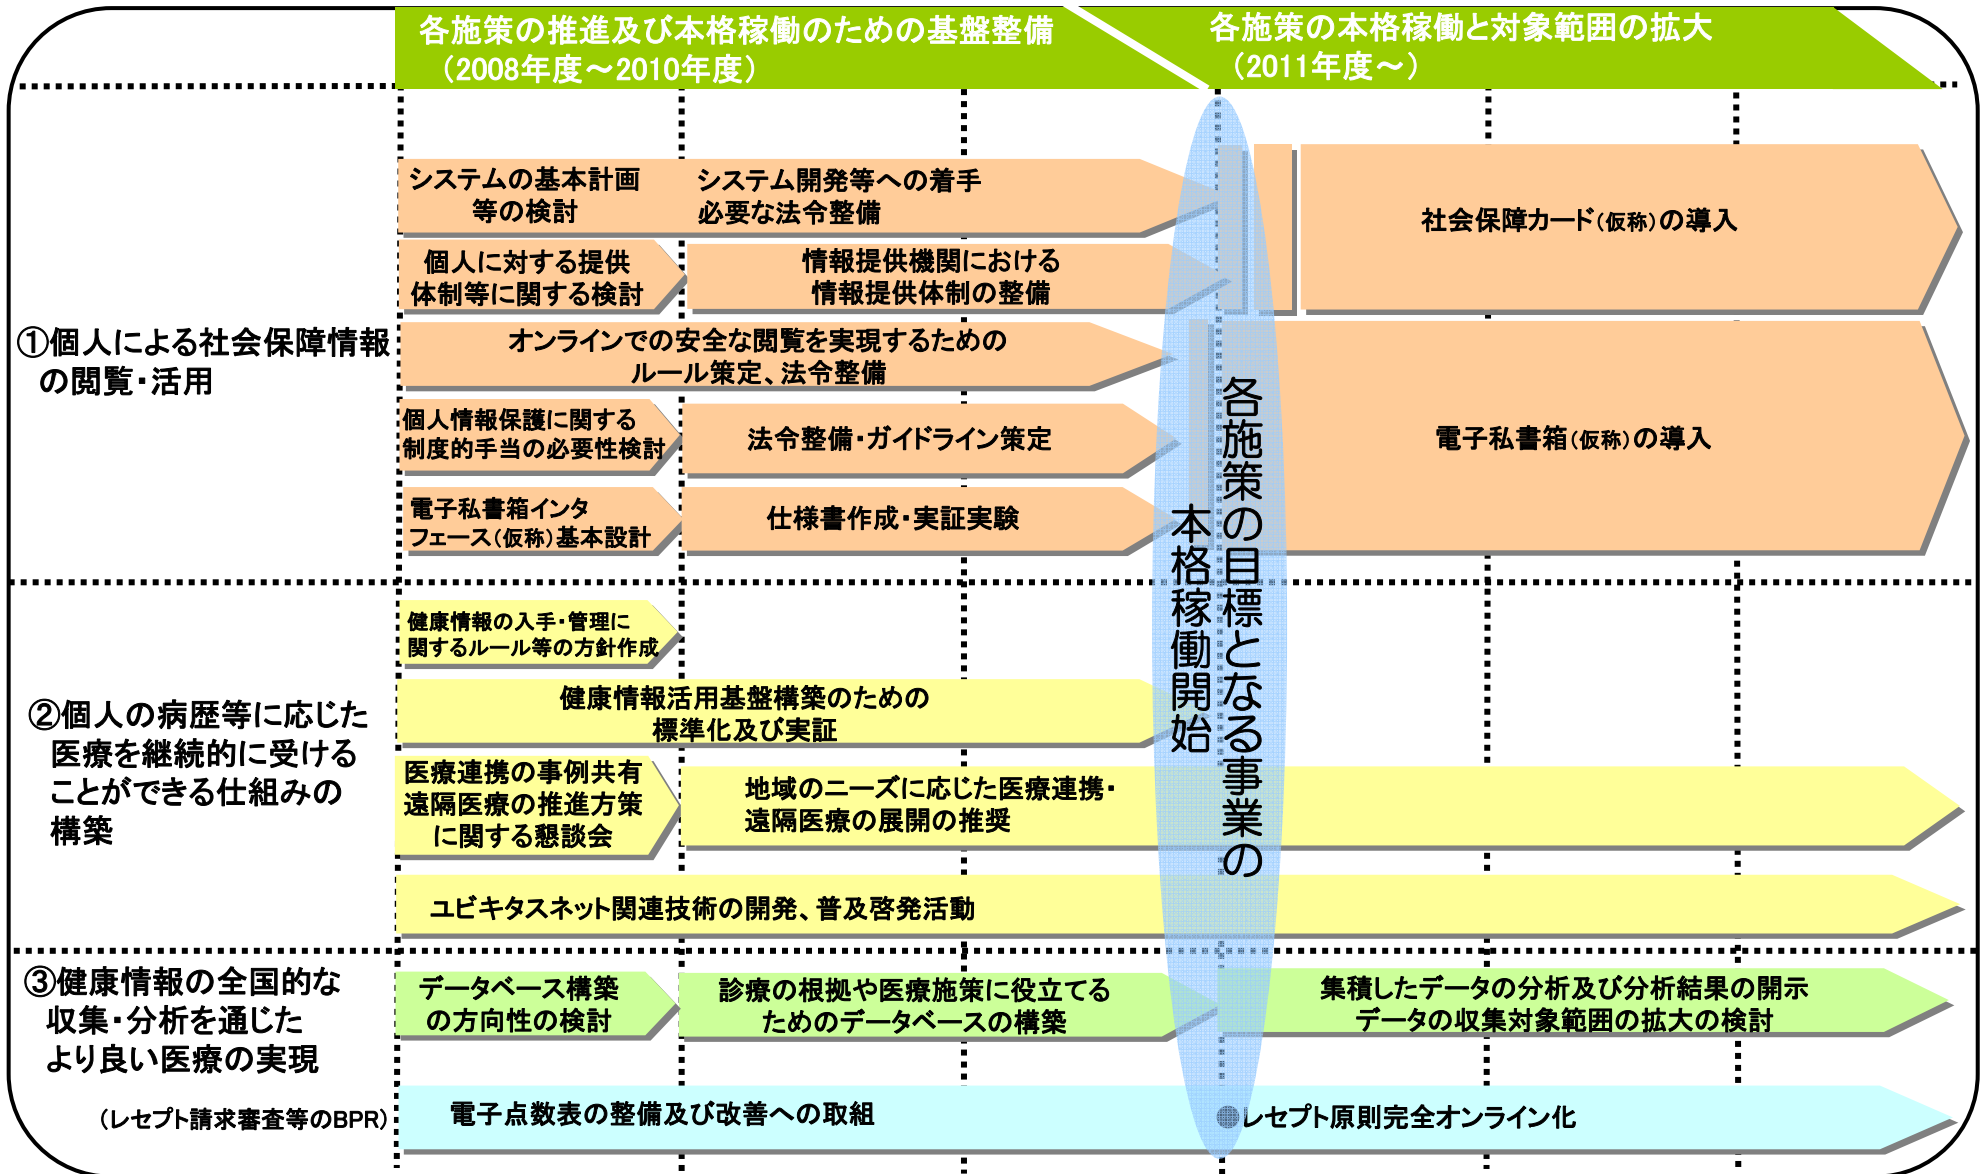 各施策の推進及び本格稼働のための基盤整備
（2008年度～2010年度）
各施策の本格稼働と対象範囲の拡大
（2011年度～）
①個人による社会保障情報
の閲覧・活用
システムの基本計画
等の検討
システム開発等への着手
必要な法令整備
社会保障カード（仮称）の導入
個人に対する提供
体制等に関する検討
情報提供機関における
情報提供体制の整備
オンラインでの安全な閲覧を実現するための
ルール策定、法令整備
個人情報保護に関する
制度的手当の必要性検討
法令整備・ガイドライン策定
電子私書箱（仮称）の導入
電子私書箱インタ
フェース（仮称）基本設計
仕様書作成・実証実験
各施策の目標となる事業の
本格稼働開始
②個人の病歴等に応じた
医療を継続的に受ける
ことができる仕組みの
構築
健康情報の入手・管理に
関するルール等の方針作成
健康情報活用基盤構築のための
標準化及び実証
医療連携の事例共有
遠隔医療の推進方策
に関する懇談会
地域のニーズに応じた医療連携・
遠隔医療の展開の推奨
ユビキタスネット関連技術の開発、普及啓発活動
③健康情報の全国的な
収集・分析を通じた
より良い医療の実現
データベース構築
の方向性の検討
診療の根拠や医療施策に役立てる
ためのデータベースの構築
集積したデータの分析及び分析結果の開示
データの収集対象範囲の拡大の検討
（レセプト請求審査等のBPR）
電子点数表の整備及び改善への取組
●レセプト原則完全オンライン化